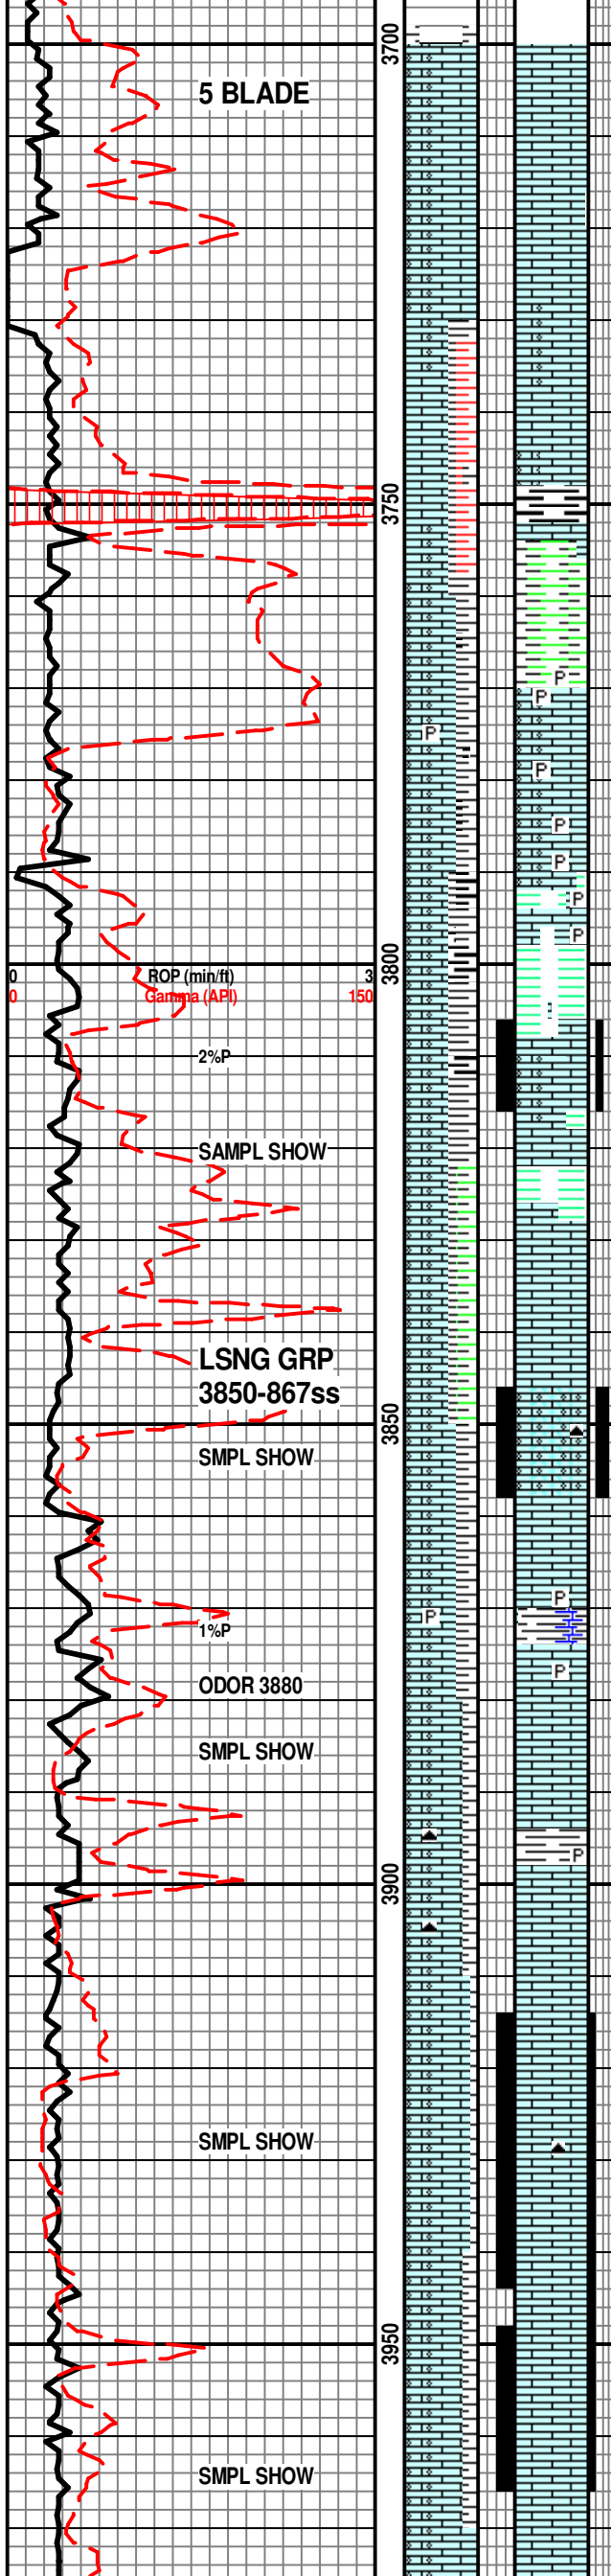 3700
5 BLADE
3750
P
P
P
P
P
P
P
P
3800
0 ROP (min/ft) 3
0 Gamma (API) 150
2%P
SAMPL SHOW
LSNG GRP
3850-867ss
3850
SMPL SHOW
P
P
1%P
P
ODOR 3880
SMPL SHOW
P
3900
SMPL SHOW
3950
SMPL SHOW